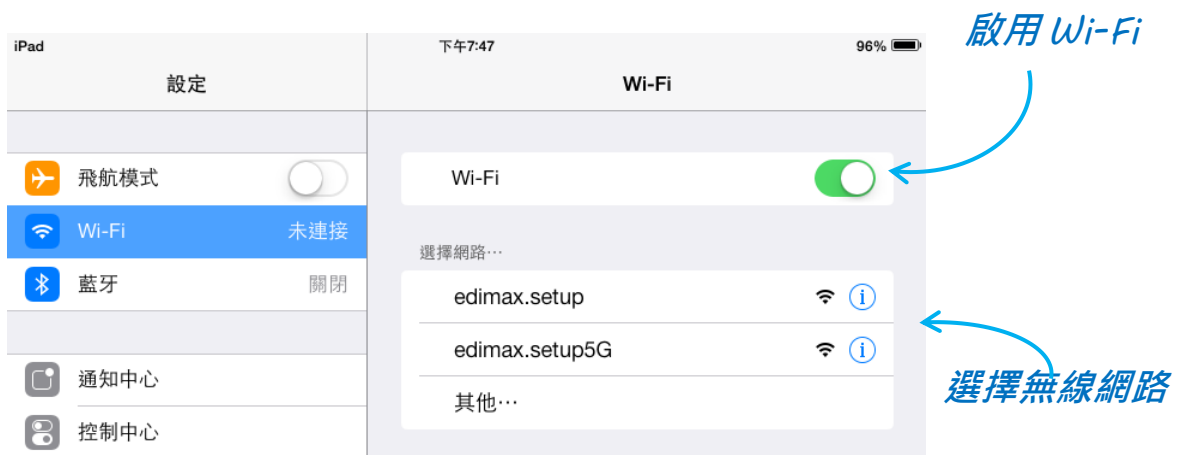 啟用 Wi-Fi
iPad
下午7:47
96%
設定
Wi-Fi
飛航模式
Wi-Fi 未連接
藍牙 關閉
通知中心
控制中心
Wi-Fi
選擇網路⋯
edimax.setup
edimax.setup5G
其他⋯
選擇無線網路